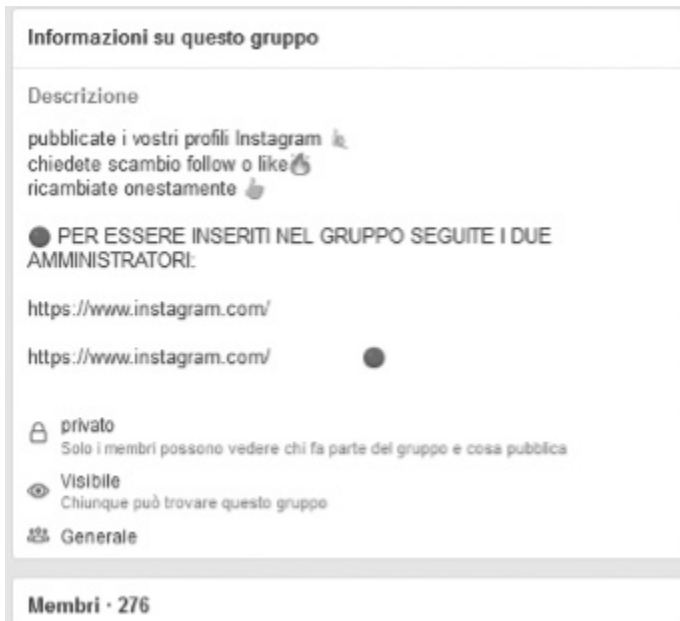 Informazioni su questo gruppo
Descrizione
pubblicate i vostri profili Instagram
chiedete scambio follow o like
ricambiate onestamente
PER ESSERE INSERITI NEL GRUPPO SEGUITE I DUE
AMMINISTRATORI:
https://www.instagram.com/
https://www.instagram.com/
privato
Solo i membri possono vedere chi fa parte del gruppo e cosa pubblica
Visibile
Chiunque può trovare questo gruppo
Generale
Membri · 276